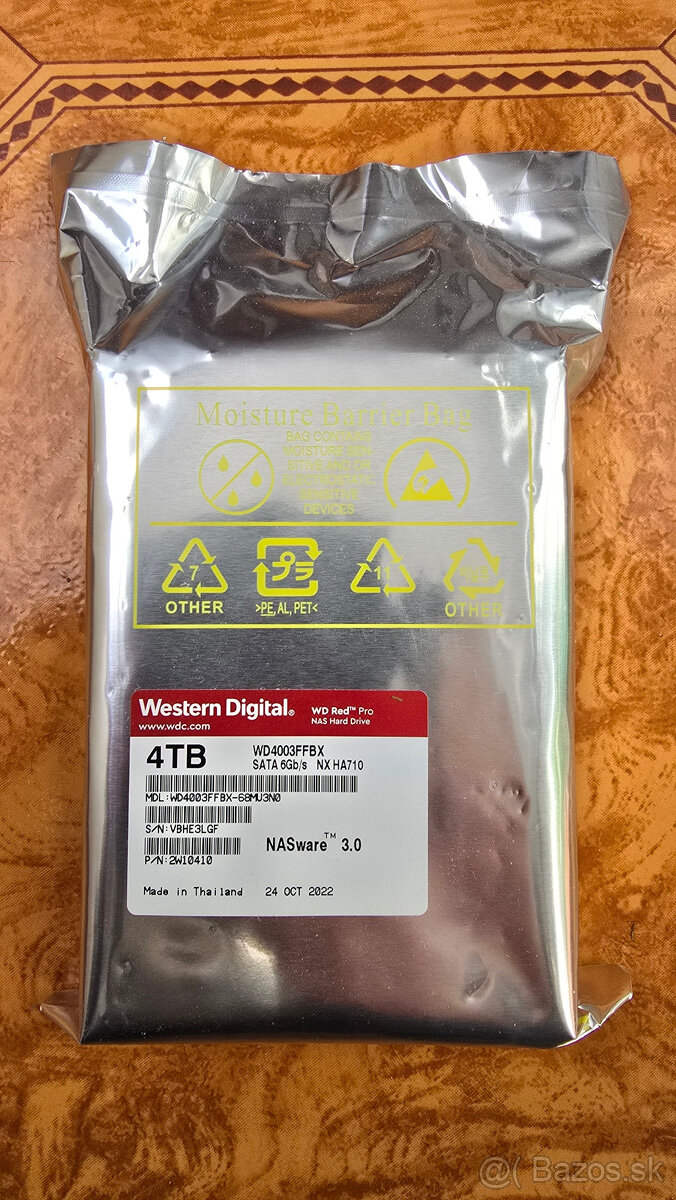 Moisture Barrier Bag
BAG CONTAINS
MOISTURE SEN
SITIVE AND OR
ELECTROSTATIC
SENSITIVE
DEVICES
7
OTHER
プラ
>PE, AL, PET<
11
OTHER
Western Digital®
www.wdc.com
WD Red™ Pro
NAS Hard Drive
4TB
WD4003FFBX
SATA 6Gb/s NX HA710
MDL:WD4003FFBX-68MU3N0
S/N:VBHE3LGF
P/N:2W10410
NASware™ 3.0
Made in Thailand 24 OCT 2022
@( Bazos.sk